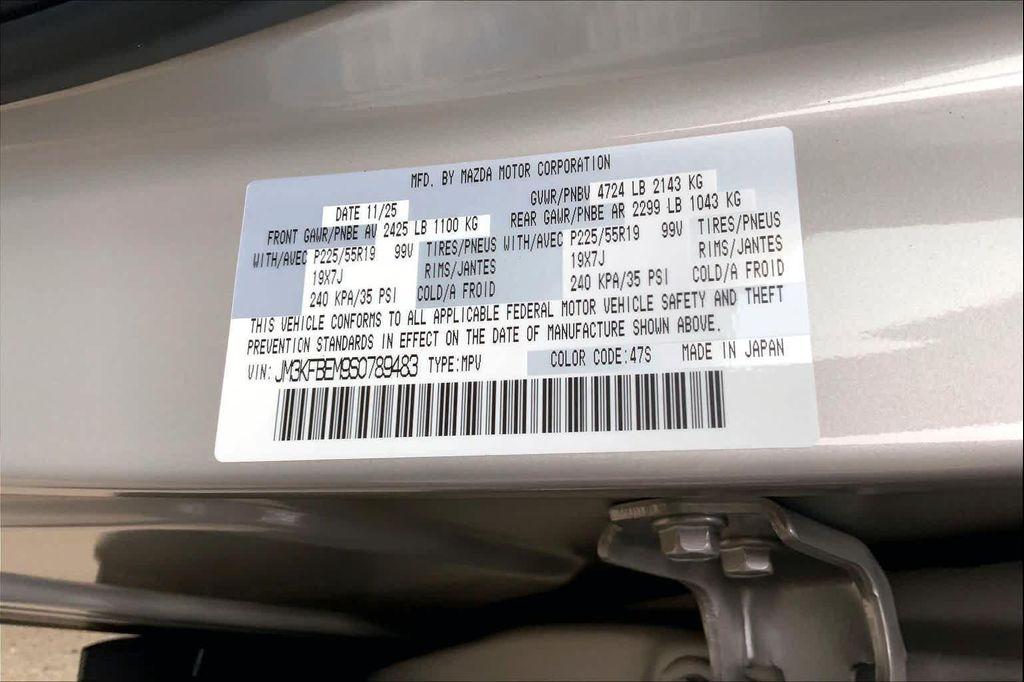 MFD. BY MAZDA MOTOR CORPORATION
DATE 11/25 GVWR/PNBV 4724 LB 2143 KG
FRONT GAWR/PNBE AV 2425 LB 1100 KG REAR GAWR/PNBE AR 2299 LB 1043 KG
WITH/AVEC P225/55R19 99V TIRES/PNEUS WITH/AVEC P225/55R19 99V TIRES/PNEUS
19X7J RIMS/JANTES 19X7J RIMS/JANTES
240 KPA/35 PSI COLD/A FROID 240 KPA/35 PSI COLD/A FROID
THIS VEHICLE CONFORMS TO ALL APPLICABLE FEDERAL MOTOR VEHICLE SAFETY AND THEFT
PREVENTION STANDARDS IN EFFECT ON THE DATE OF MANUFACTURE SHOWN ABOVE.
VIN: JM3KFBEM9S0789483 TYPE:MPV COLOR CODE:47S MADE IN JAPAN